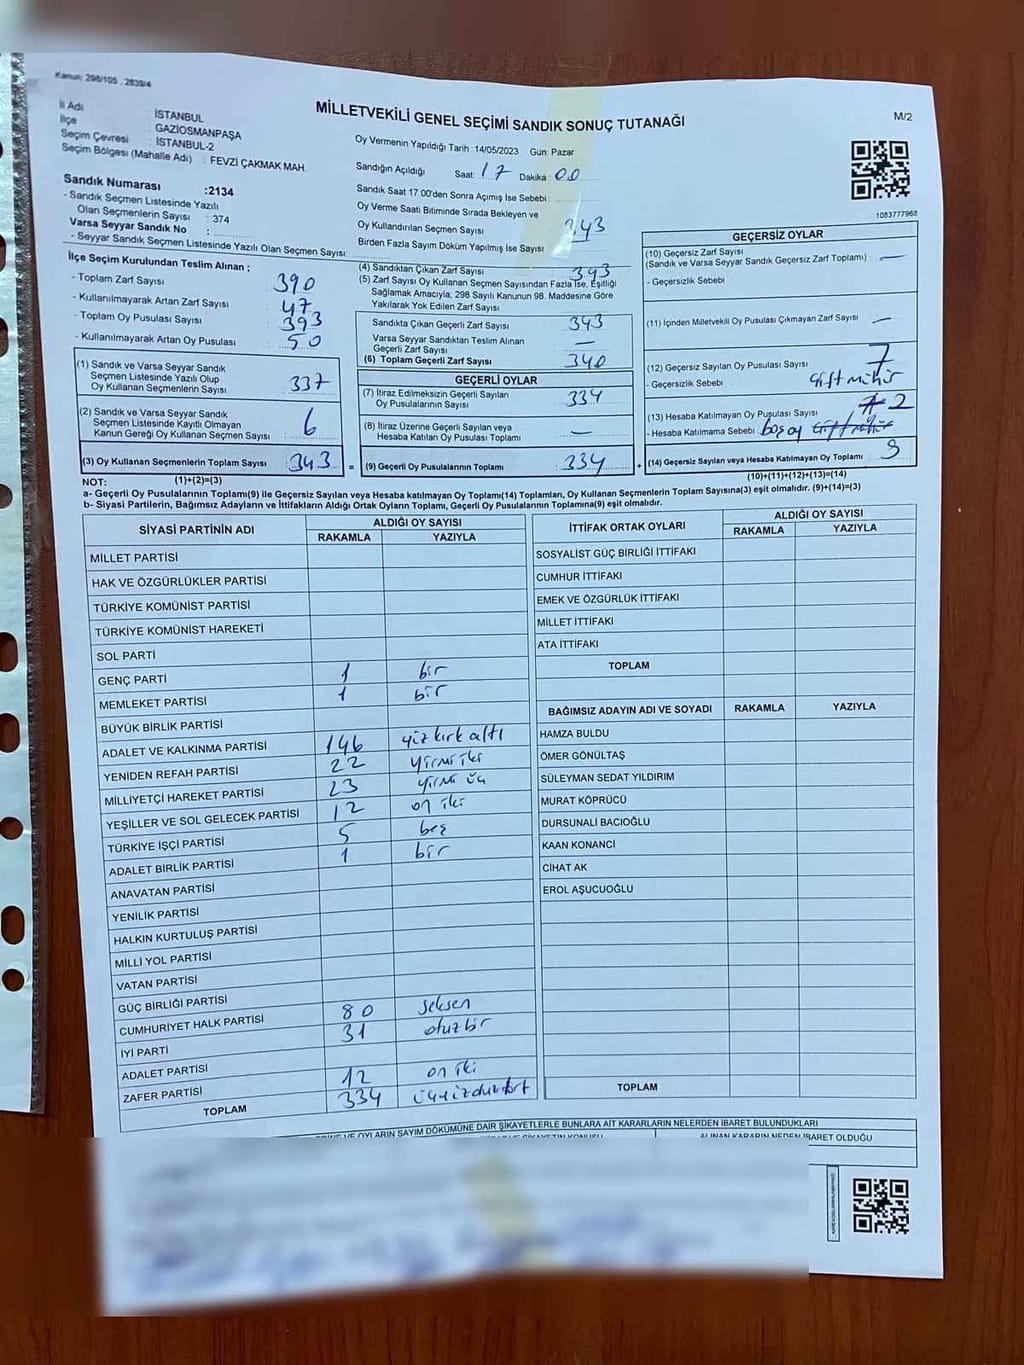 Kanun: 298/105 . 2839/4
MİLLETVEKİLİ GENEL SEÇİMİ SANDIK SONUÇ TUTANAĞI
M/2
İl Adı : İSTANBUL
İlçe : GAZİOSMANPAŞA
Seçim Çevresi : İSTANBUL-2
Seçim Bölgesi (Mahalle Adı) : FEVZİ ÇAKMAK MAH.
Sandık Numarası :2134
- Sandık Seçmen Listesinde Yazılı
Olan Seçmenlerin Sayısı : 374
Varsa Seyyar Sandık No :
- Seyyar Sandık Seçmen Listesinde Yazılı Olan Seçmen Sayısı:
Oy Vermenin Yapıldığı Tarih :14/05/2023 Gün: Pazar
Sandığın Açıldığı Saat: 17 Dakika: 00
Sandık Saat 17.00'den Sonra Açımış İse Sebebi :
Oy Verme Saati Bitiminde Sırada Bekleyen ve
Oy Kullandırılan Seçmen Sayısı 343
Birden Fazla Sayım Döküm Yapılmış İse Sayısı
1083777968
İlçe Seçim Kurulundan Teslim Alınan :
- Toplam Zarf Sayısı 390
- Kullanılmayarak Artan Zarf Sayısı 47
- Toplam Oy Pusulası Sayısı 393
- Kullanılmayarak Artan Oy Pusulası 50
(1) Sandık ve Varsa Seyyar Sandık
Seçmen Listesinde Yazılı Olup
Oy Kullanan Seçmenlerin Sayısı 337
(2) Sandık ve Varsa Seyyar Sandık
Seçmen Listesinde Kayıtlı Olmayan
Kanun Gereği Oy Kullanan Seçmen Sayısı 6
(3) Oy Kullanan Seçmenlerin Toplam Sayısı 343 =
(1)+(2)=(3)
(4) Sandıktan Çıkan Zarf Sayısı 343
(5) Zarf Sayısı Oy Kullanan Seçmen Sayısından Fazla İse, Eşitliği
Sağlamak Amacıyla; 298 Sayılı Kanunun 98. Maddesine Göre
Yakılarak Yok Edilen Zarf Sayısı
Sandıkta Çıkan Geçerli Zarf Sayısı 343
Varsa Seyyar Sandıktan Teslim Alınan
Geçerli Zarf Sayısı —
(6) Toplam Geçerli Zarf Sayısı 340
GEÇERLİ OYLAR
(7) İtiraz Edilmeksizin Geçerli Sayılan
Oy Pusulalarının Sayısı 334
(8) İtiraz Üzerine Geçerli Sayılan veya
Hesaba Katılan Oy Pusulası Toplamı —
(9) Geçerli Oy Pusulalarının Toplamı 334 +
GEÇERSİZ OYLAR
(10) Geçersiz Zarf Sayısı
(Sandık ve Varsa Seyyar Sandık Geçersiz Zarf Toplamı) —
- Geçersizlik Sebebi
(11) İçinden Milletvekili Oy Pusulası Çıkmayan Zarf Sayısı —
(12) Geçersiz Sayılan Oy Pusulası Sayısı 7
- Geçersizlik Sebebi çift mühür
(13) Hesaba Katılmayan Oy Pusulası Sayısı 2
- Hesaba Katılmama Sebebi boş oy
(14) Geçersiz Sayılan veya Hesaba Katılmayan Oy Toplamı 9
(10)+(11)+(12)+(13)=(14)
NOT:
a- Geçerli Oy Pusulalarının Toplamı(9) ile Geçersiz Sayılan veya Hesaba katılmayan Oy Toplamı(14) Toplamları, Oy Kullanan Seçmenlerin Toplam Sayısına(3) eşit olmalıdır. (9)+(14)=(3)
b- Siyasi Partilerin, Bağımsız Adayların ve İttifakların Aldığı Ortak Oyların Toplamı, Geçerli Oy Pusulalarının Toplamına(9) eşit olmalıdır.
SİYASİ PARTİNİN ADI
ALDIĞI OY SAYISI
RAKAMLA YAZIYLA
MİLLET PARTİSİ
HAK VE ÖZGÜRLÜKLER PARTİSİ
TÜRKİYE KOMÜNİST PARTİSİ
TÜRKİYE KOMÜNİST HAREKETİ
SOL PARTİ
GENÇ PARTİ 1 bir
MEMLEKET PARTİSİ 1 bir
BÜYÜK BİRLİK PARTİSİ
ADALET VE KALKINMA PARTİSİ 146 yüz kırk altı
YENİDEN REFAH PARTİSİ 22 yirmi iki
MİLLİYETÇİ HAREKET PARTİSİ 23 yirmi üç
YEŞİLLER VE SOL GELECEK PARTİSİ 12 on iki
TÜRKİYE İŞÇİ PARTİSİ 5 beş
ADALET BİRLİK PARTİSİ 1 bir
ANAVATAN PARTİSİ
YENİLİK PARTİSİ
HALKIN KURTULUŞ PARTİSİ
MİLLİ YOL PARTİSİ
VATAN PARTİSİ
GÜÇ BİRLİĞİ PARTİSİ
CUMHURİYET HALK PARTİSİ 80 seksen
İYİ PARTİ 31 otuz bir
ADALET PARTİSİ
ZAFER PARTİSİ 12 on iki
TOPLAM 334 üçyüzotuzdört
İTTİFAK ORTAK OYLARI
ALDIĞI OY SAYISI
RAKAMLA YAZIYLA
SOSYALİST GÜÇ BİRLİĞİ İTTİFAKI
CUMHUR İTTİFAKI
EMEK VE ÖZGÜRLÜK İTTİFAKI
MİLLET İTTİFAKI
ATA İTTİFAKI
TOPLAM
BAĞIMSIZ ADAYIN ADI VE SOYADI RAKAMLA YAZIYLA
HAMZA BULDU
ÖMER GÖNÜLTAŞ
SÜLEYMAN SEDAT YILDIRIM
MURAT KÖPRÜCÜ
DURSUNALİ BACIOĞLU
KAAN KONANCİ
CİHAT AK
EROL AŞUCUOĞLU
TOPLAM
VE OYLARIN SAYIM DÖKÜMÜNE DAİR ŞİKAYETLERLE BUNLARA AİT KARARLARIN NELERDEN İBARET BULUNDUKLARI
ALINAN KARARIN NEDEN İBARET OLDUĞU